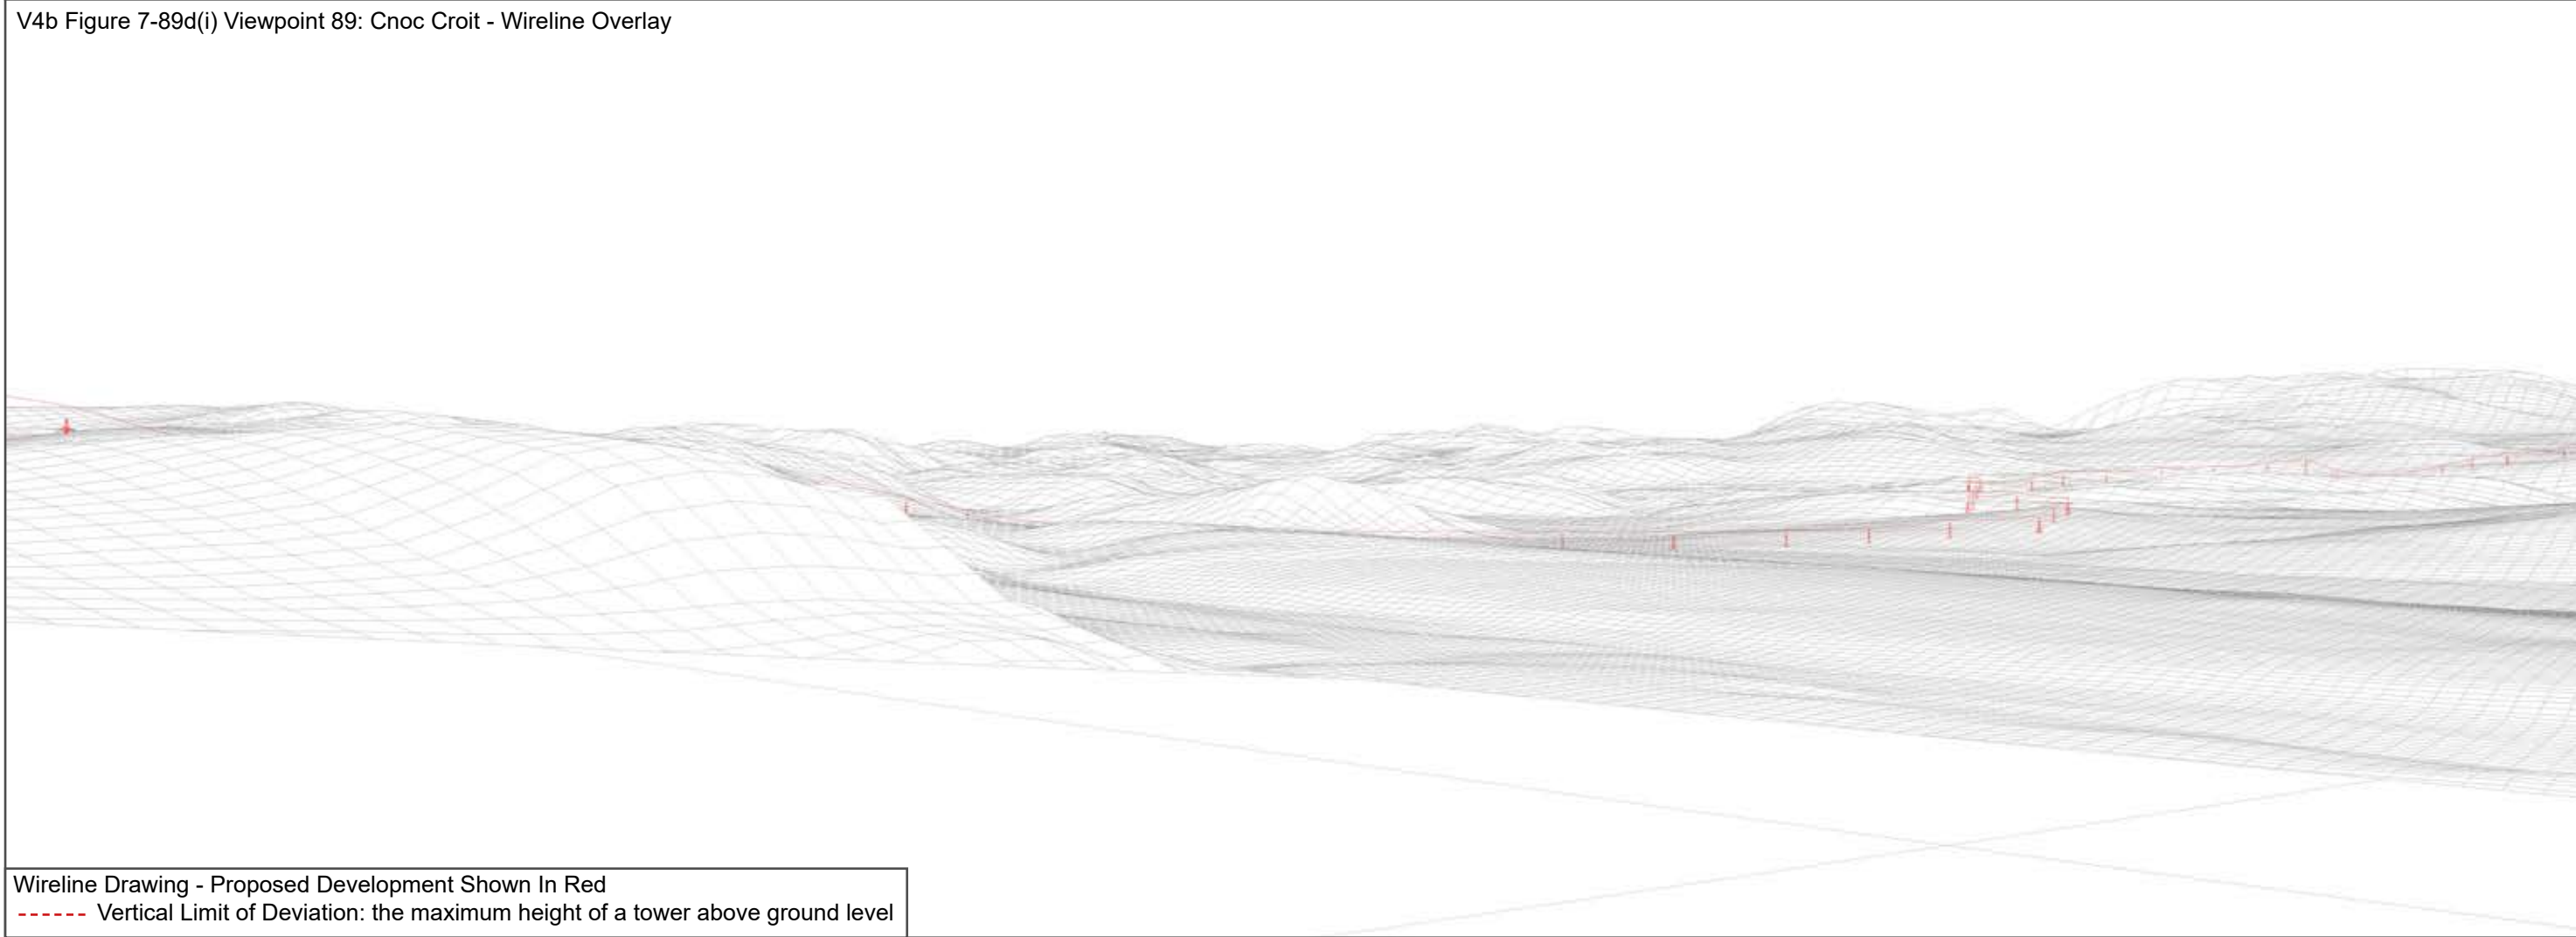 V4b Figure 7-89d(i) Viewpoint 89: Cnoc Croit - Wireline Overlay
Wireline Drawing - Proposed Development Shown In Red
Vertical Limit of Deviation: the maximum height of a tower above ground level